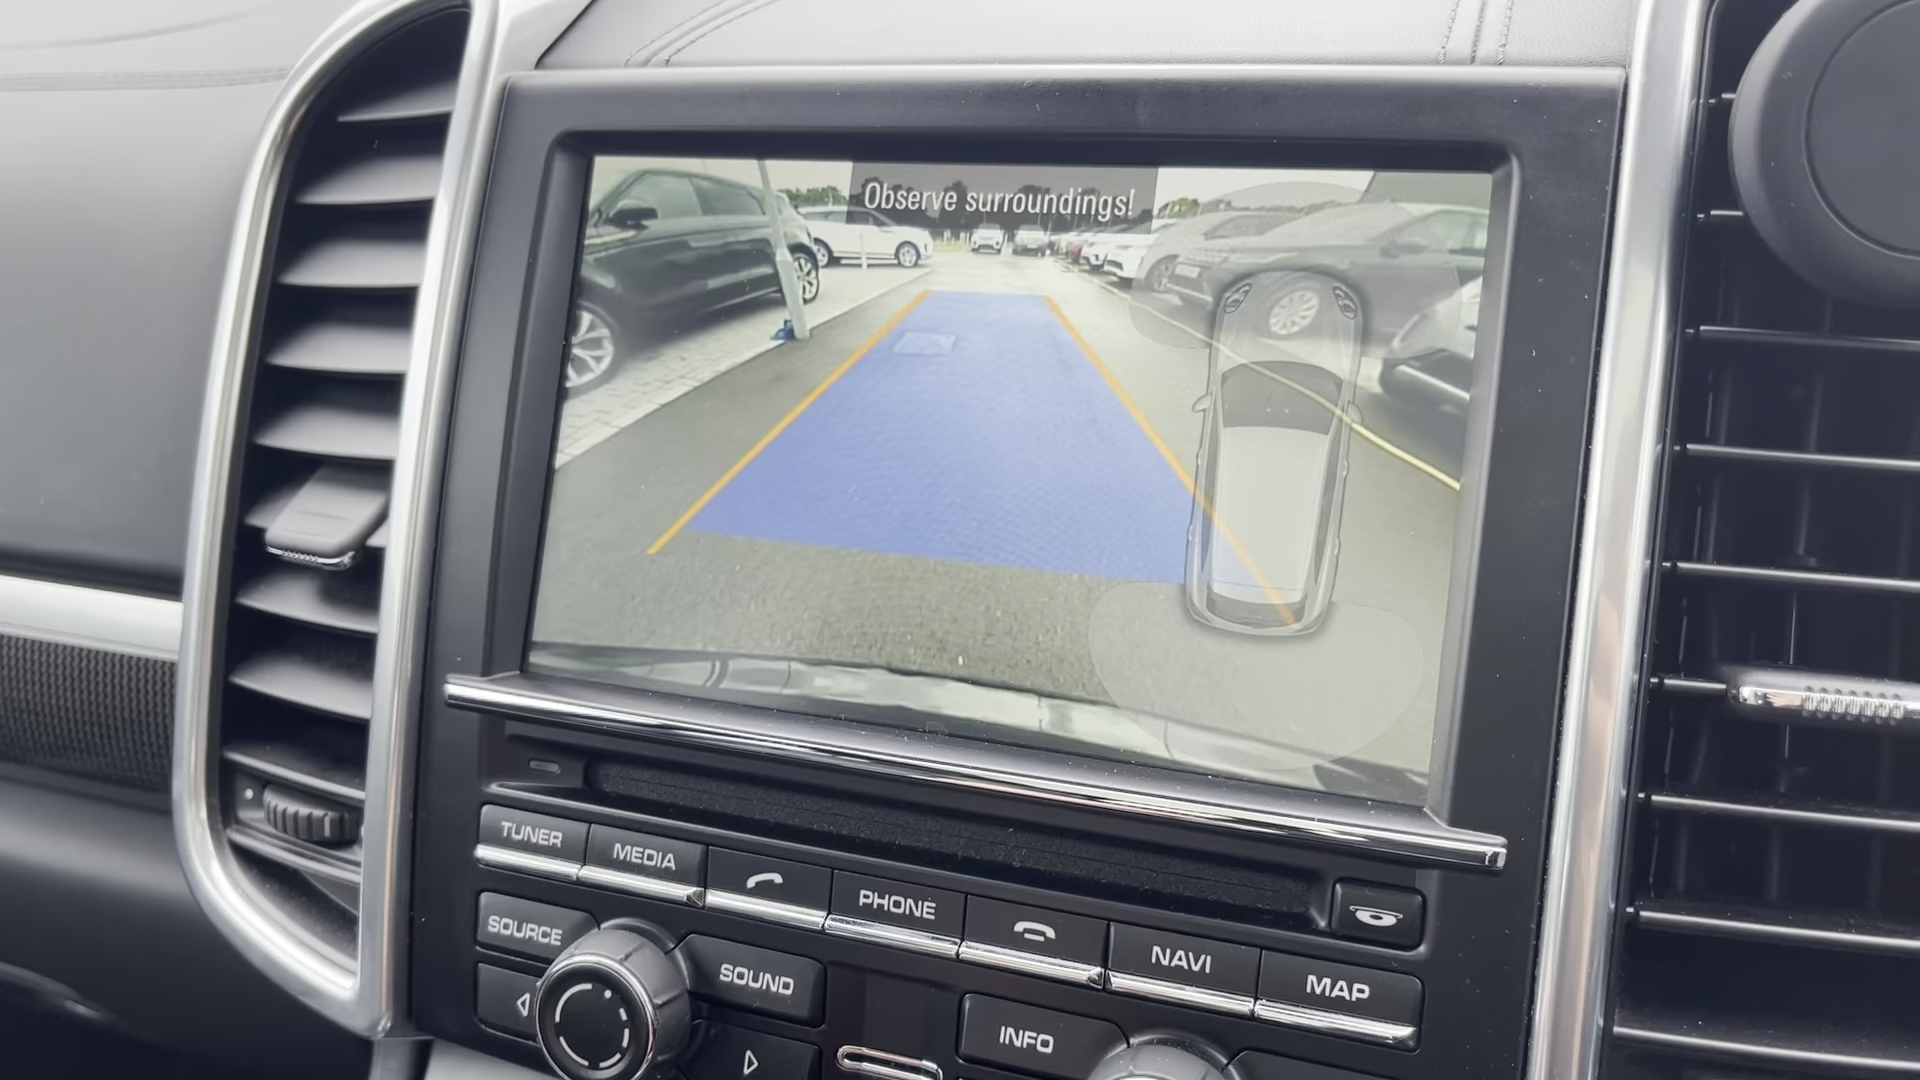 Observe surroundings!
TUNER
MEDIA
PHONE
NAVI
MAP
SOURCE
SOUND
INFO